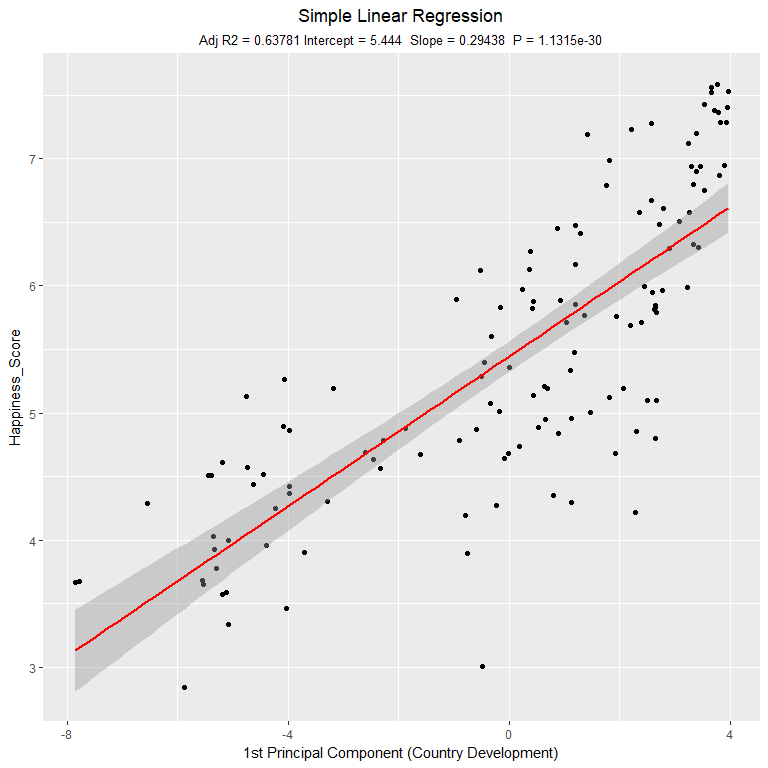 Simple Linear Regression
Adj R2 = 0.63781 Intercept = 5.444  Slope = 0.29438  P = 1.1315e-30
7
6
5
4
3
Happiness_Score
-8 -4 0 4
1st Principal Component (Country Development)